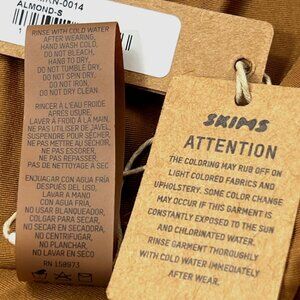 RN-0014
ALMOND-S
RINSE WITH COLD WATER
AFTER WEARING,
HAND WASH COLD,
DO NOT BLEACH,
HANG TO DRY,
DO NOT TUMBLE DRY,
DO NOT SPIN DRY,
DO NOT IRON,
DO NOT DRY CLEAN.
RINCER À L'EAU FROIDE
APRÈS USURE,
LAVER À FROID À LA MAIN,
NE PAS UTILISER DE JAVEL,
SUSPENDRE POUR SÉCHER,
NE PAS METTRE AU SÉCHOIR,
NE PAS ESSORER,
NE PAS REPASSER,
PAS DE NETTOYAGE A SEC
ENJUAGAR CON AGUA FRÍA
DESPUÉS DEL USO,
LAVAR A MANO
CON AGUA FRÍA,
NO USAR BLANQUEADOR,
COLGAR PARA SECAR,
NO SECAR EN SECADORA,
NO CENTRIFUGAR,
NO PLANCHAR,
NO LAVAR EN SECO
RN 158973
SKIMS
ATTENTION
THE COLORING MAY RUB OFF ON
LIGHT COLORED FABRICS AND
UPHOLSTERY. SOME COLOR CHANGE
MAY OCCUR IF THIS GARMENT IS
CONSTANTLY EXPOSED TO THE SUN
AND CHLORINATED WATER.
RINSE GARMENT THOROUGHLY
WITH COLD WATER IMMEDIATELY
AFTER WEAR.